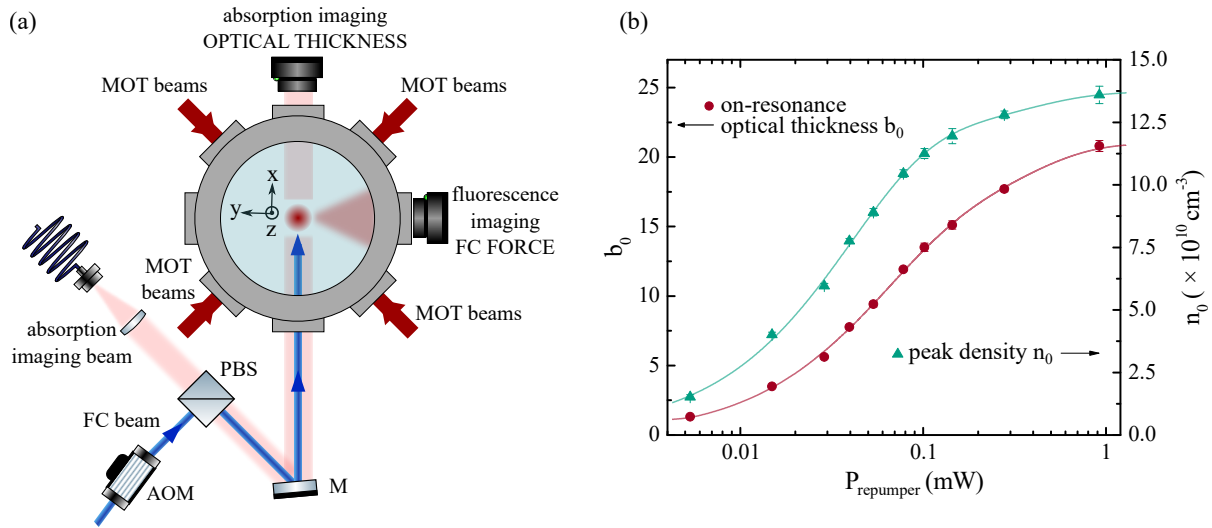 (a)
absorption imaging
OPTICAL THICKNESS
MOT beams
MOT beams
x
y
z
fluorescence
imaging
FC FORCE
MOT
beams
MOT beams
absorption
imaging beam
PBS
FC beam
AOM
M
(b)
25
20
15
10
5
0
b₀
15.0
12.5
10.0
7.5
5.0
2.5
0.0
n₀ ( × 10¹⁰ cm⁻³)
on-resonance
optical thickness b₀
peak density n₀
0.01
0.1
1
P_repumper (mW)